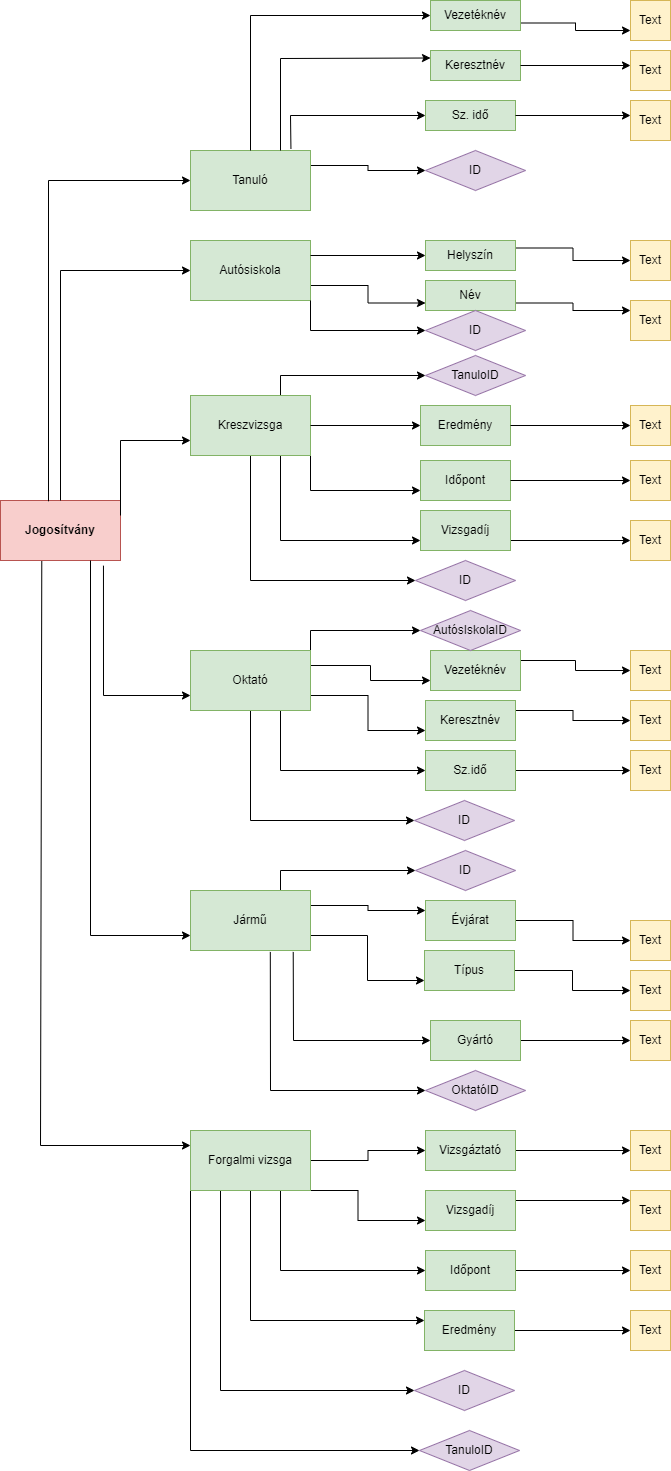 Vezetéknév
Text
Keresztnév
Text
Sz. idő
Text
Tanuló
ID
Autósiskola
Helyszín
Text
Név
Text
ID
TanuloID
Kreszvizsga
Eredmény
Text
Időpont
Text
Jogosítvány
Vizsgadíj
Text
ID
AutósIskolaID
Oktató
Vezetéknév
Text
Keresztnév
Text
Sz.idő
Text
ID
ID
Jármű
Évjárat
Text
Típus
Text
Gyártó
Text
OktatóID
Forgalmi vizsga
Vizsgáztató
Text
Vizsgadíj
Text
Időpont
Text
Eredmény
Text
ID
TanuloID